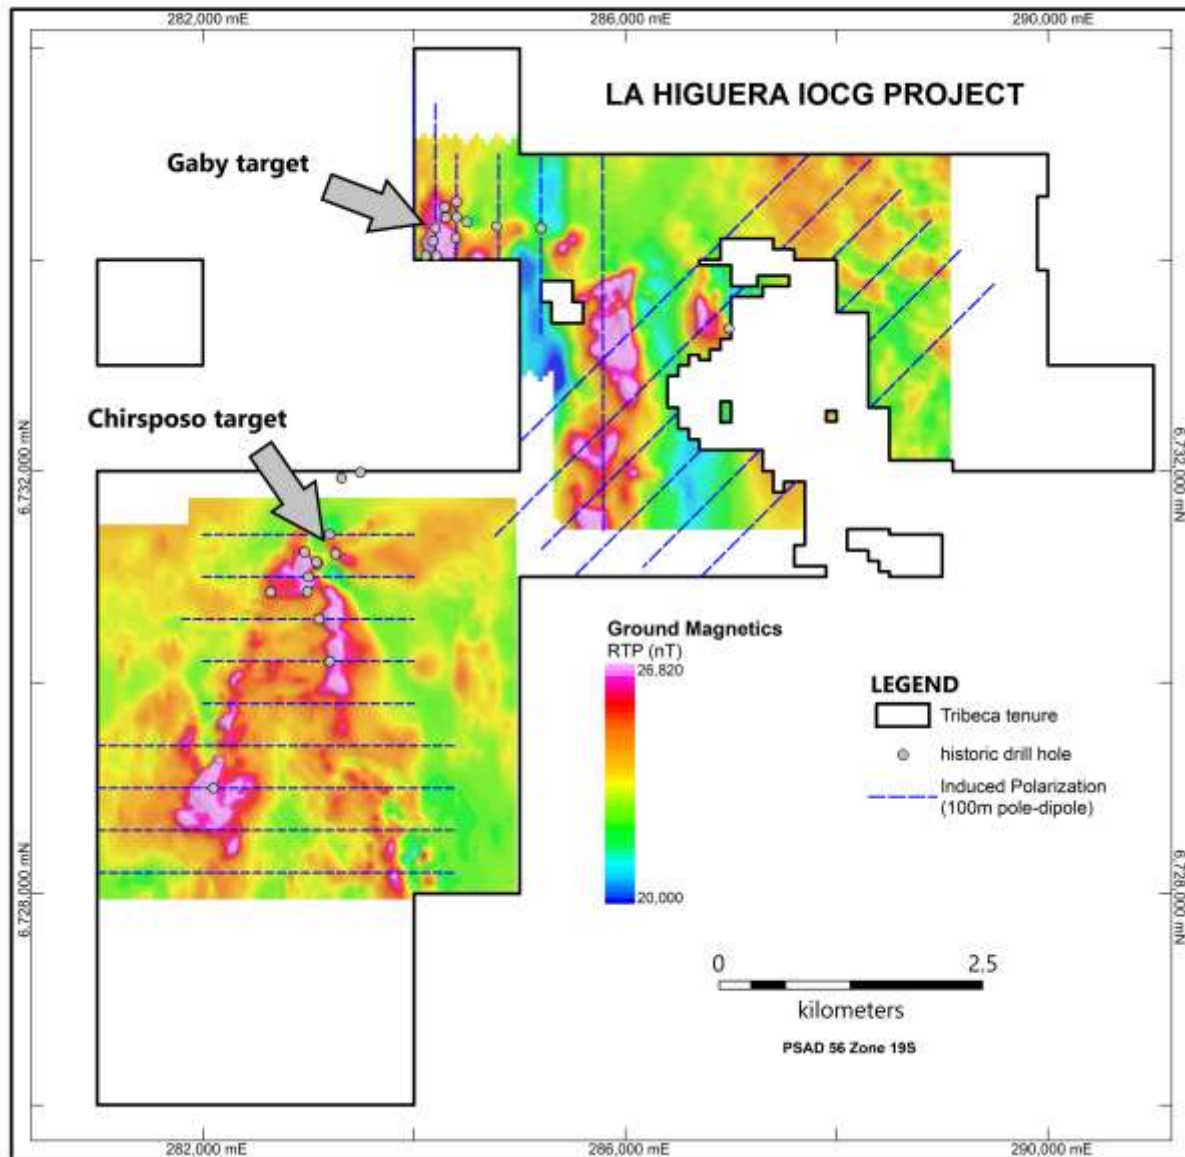 282,000 mE
286,000 mE
290,000 mE
LA HIGUERA IOCG PROJECT
Gaby target
Chirsposo target
6,732,000 mN
6,732,000 mN
Ground Magnetics
RTP (nT)
26,820
20,000
LEGEND
Tribeca tenure
historic drill hole
Induced Polarization
(100m pole-dipole)
6,728,000 mN
6,728,000 mN
0 2.5
kilometers
PSAD 56 Zone 19S
282,000 mE
286,000 mE
290,000 mE